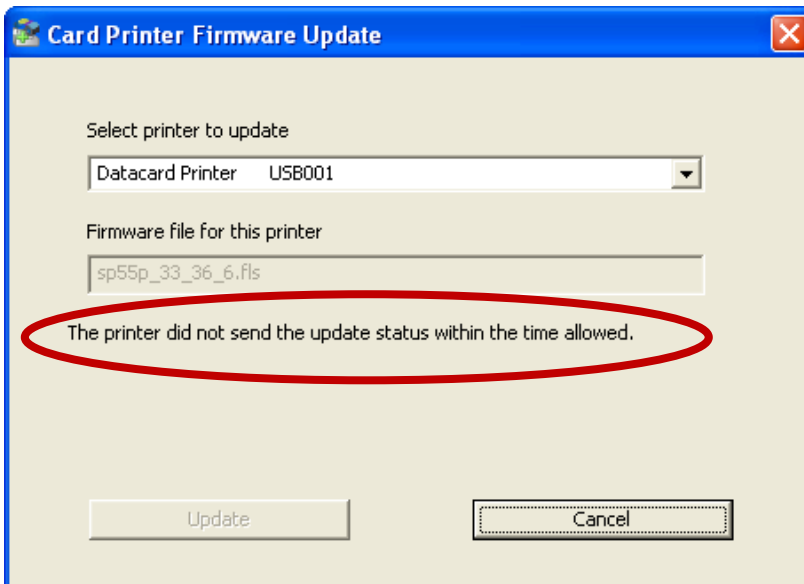 Card Printer Firmware Update
Select printer to update
Datacard Printer USB001
Firmware file for this printer
sp55p_33_36_6.fls
The printer did not send the update status within the time allowed.
Update Cancel